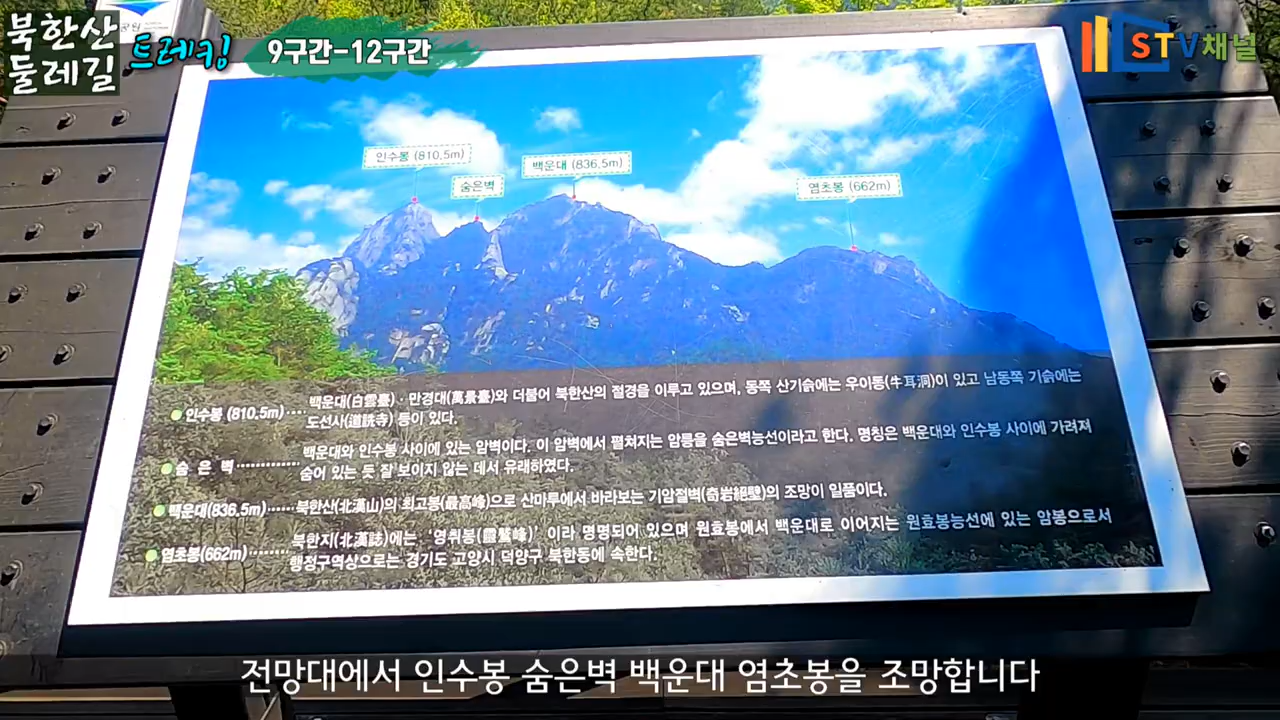 북한산
둘레길
트레킹
9구간-12구간
STV채널
공원
인수봉 (810.5m)
숨은벽
백운대 (836.5m)
염초봉 (662m)
인수봉 (810.5m)····· 백운대(白雲臺)·만경대(萬景臺)와 더불어 북한산의 절경을 이루고 있으며, 동쪽 산기슭에는 우이동(牛耳洞)이 있고 남동쪽 기슭에는
도선사(道詵寺) 등이 있다.
숨 은 벽 ············· 백운대와 인수봉 사이에 있는 암벽이다. 이 암벽에서 펼쳐지는 암릉을 숨은벽능선이라고 한다. 명칭은 백운대와 인수봉 사이에 가려져
숨어 있는 듯 잘 보이지 않는 데서 유래하였다.
백운대(836.5m)······ 북한산(北漢山)의 최고봉(最高峰)으로 산마루에서 바라보는 기암절벽(奇岩絕壁)의 조망이 일품이다.
염초봉(662m)········ 북한지(北漢誌)에는 ‘영취봉(靈鷲峰)’이라 명명되어 있으며 원효봉에서 백운대로 이어지는 원효봉능선에 있는 암봉으로서
행정구역상으로는 경기도 고양시 덕양구 북한동에 속한다.
전망대에서 인수봉 숨은벽 백운대 염초봉을 조망합니다